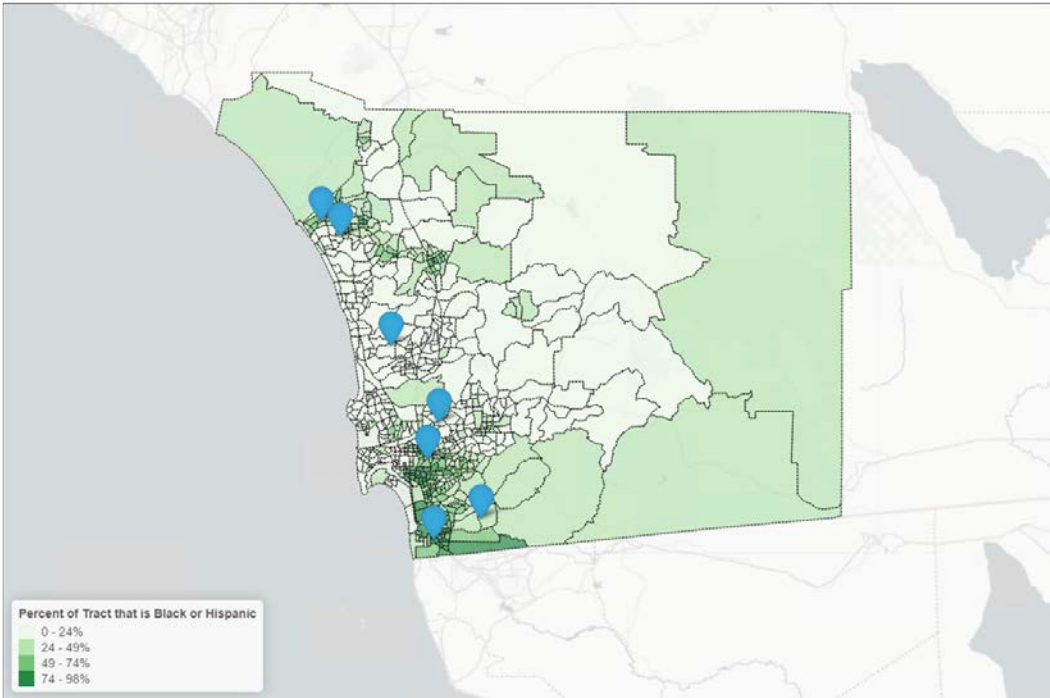 Percent of Tract that is Black or Hispanic
0 - 24%
24 - 49%
49 - 74%
74 - 98%